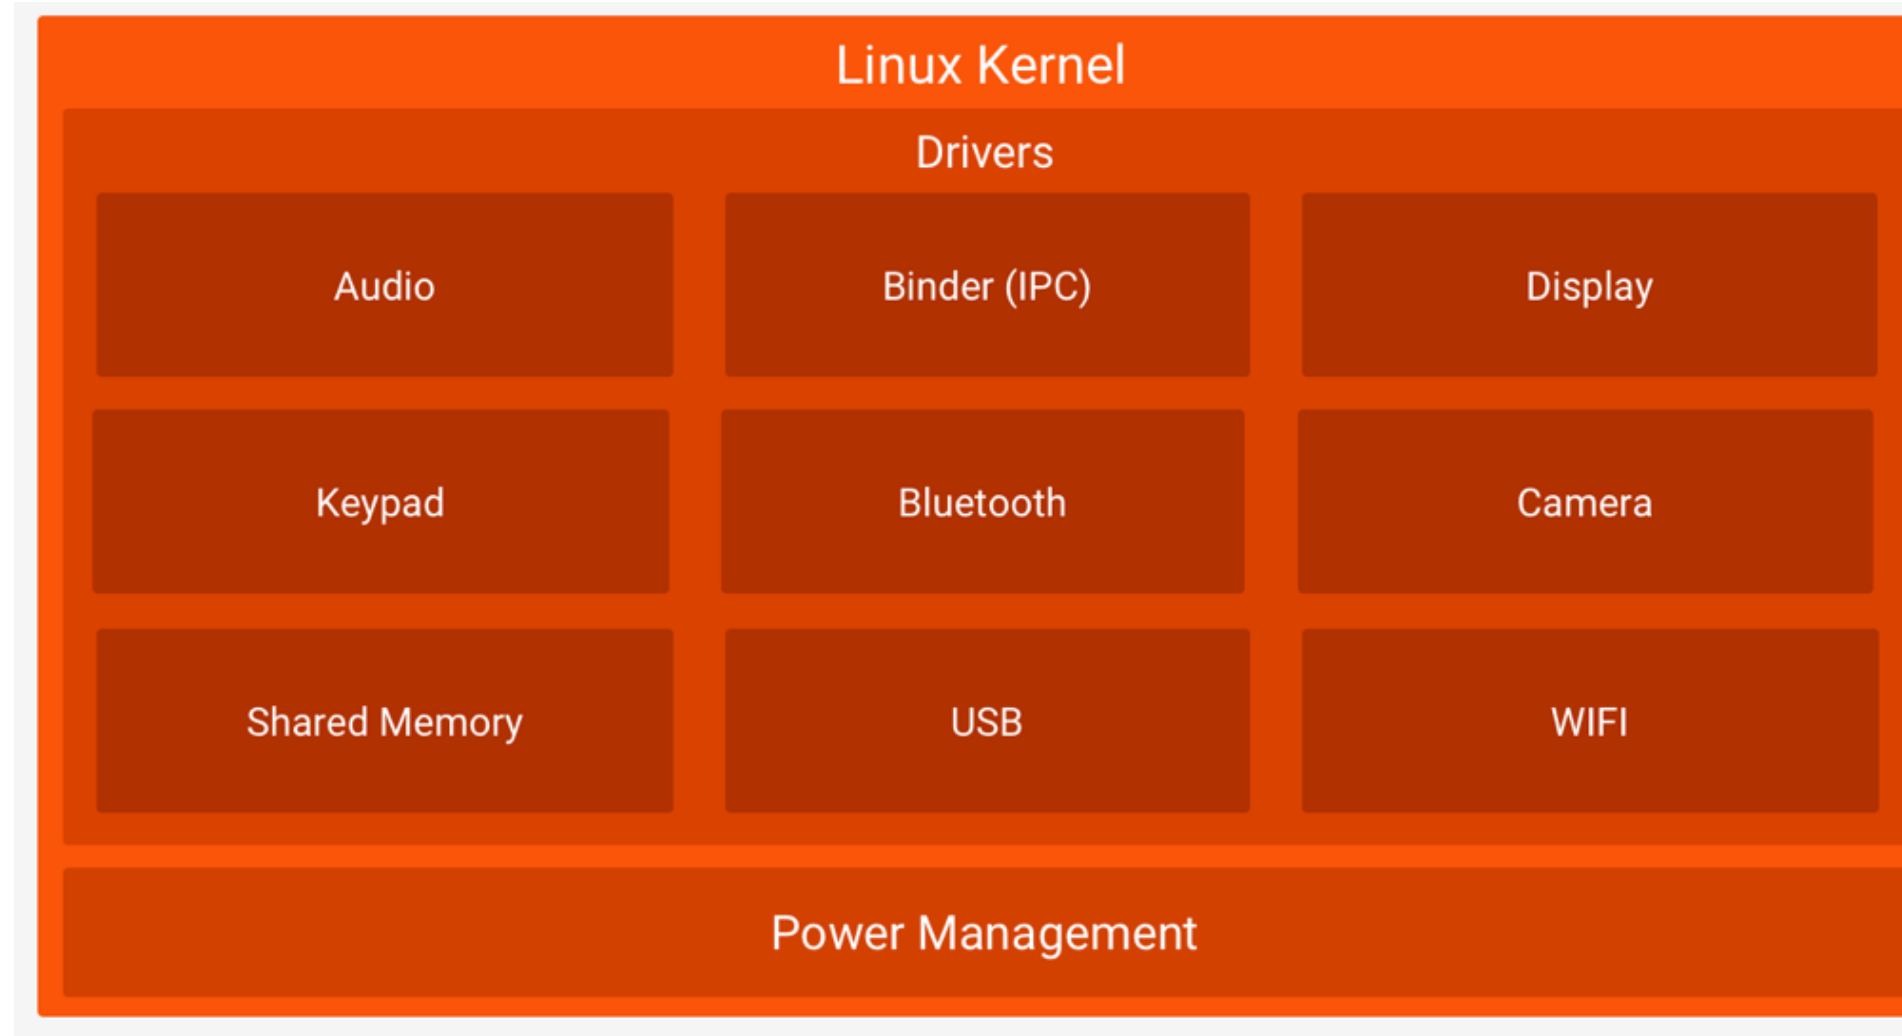 Linux Kernel
Drivers
Audio
Binder (IPC)
Display
Keypad
Bluetooth
Camera
Shared Memory
USB
WIFI
Power Management